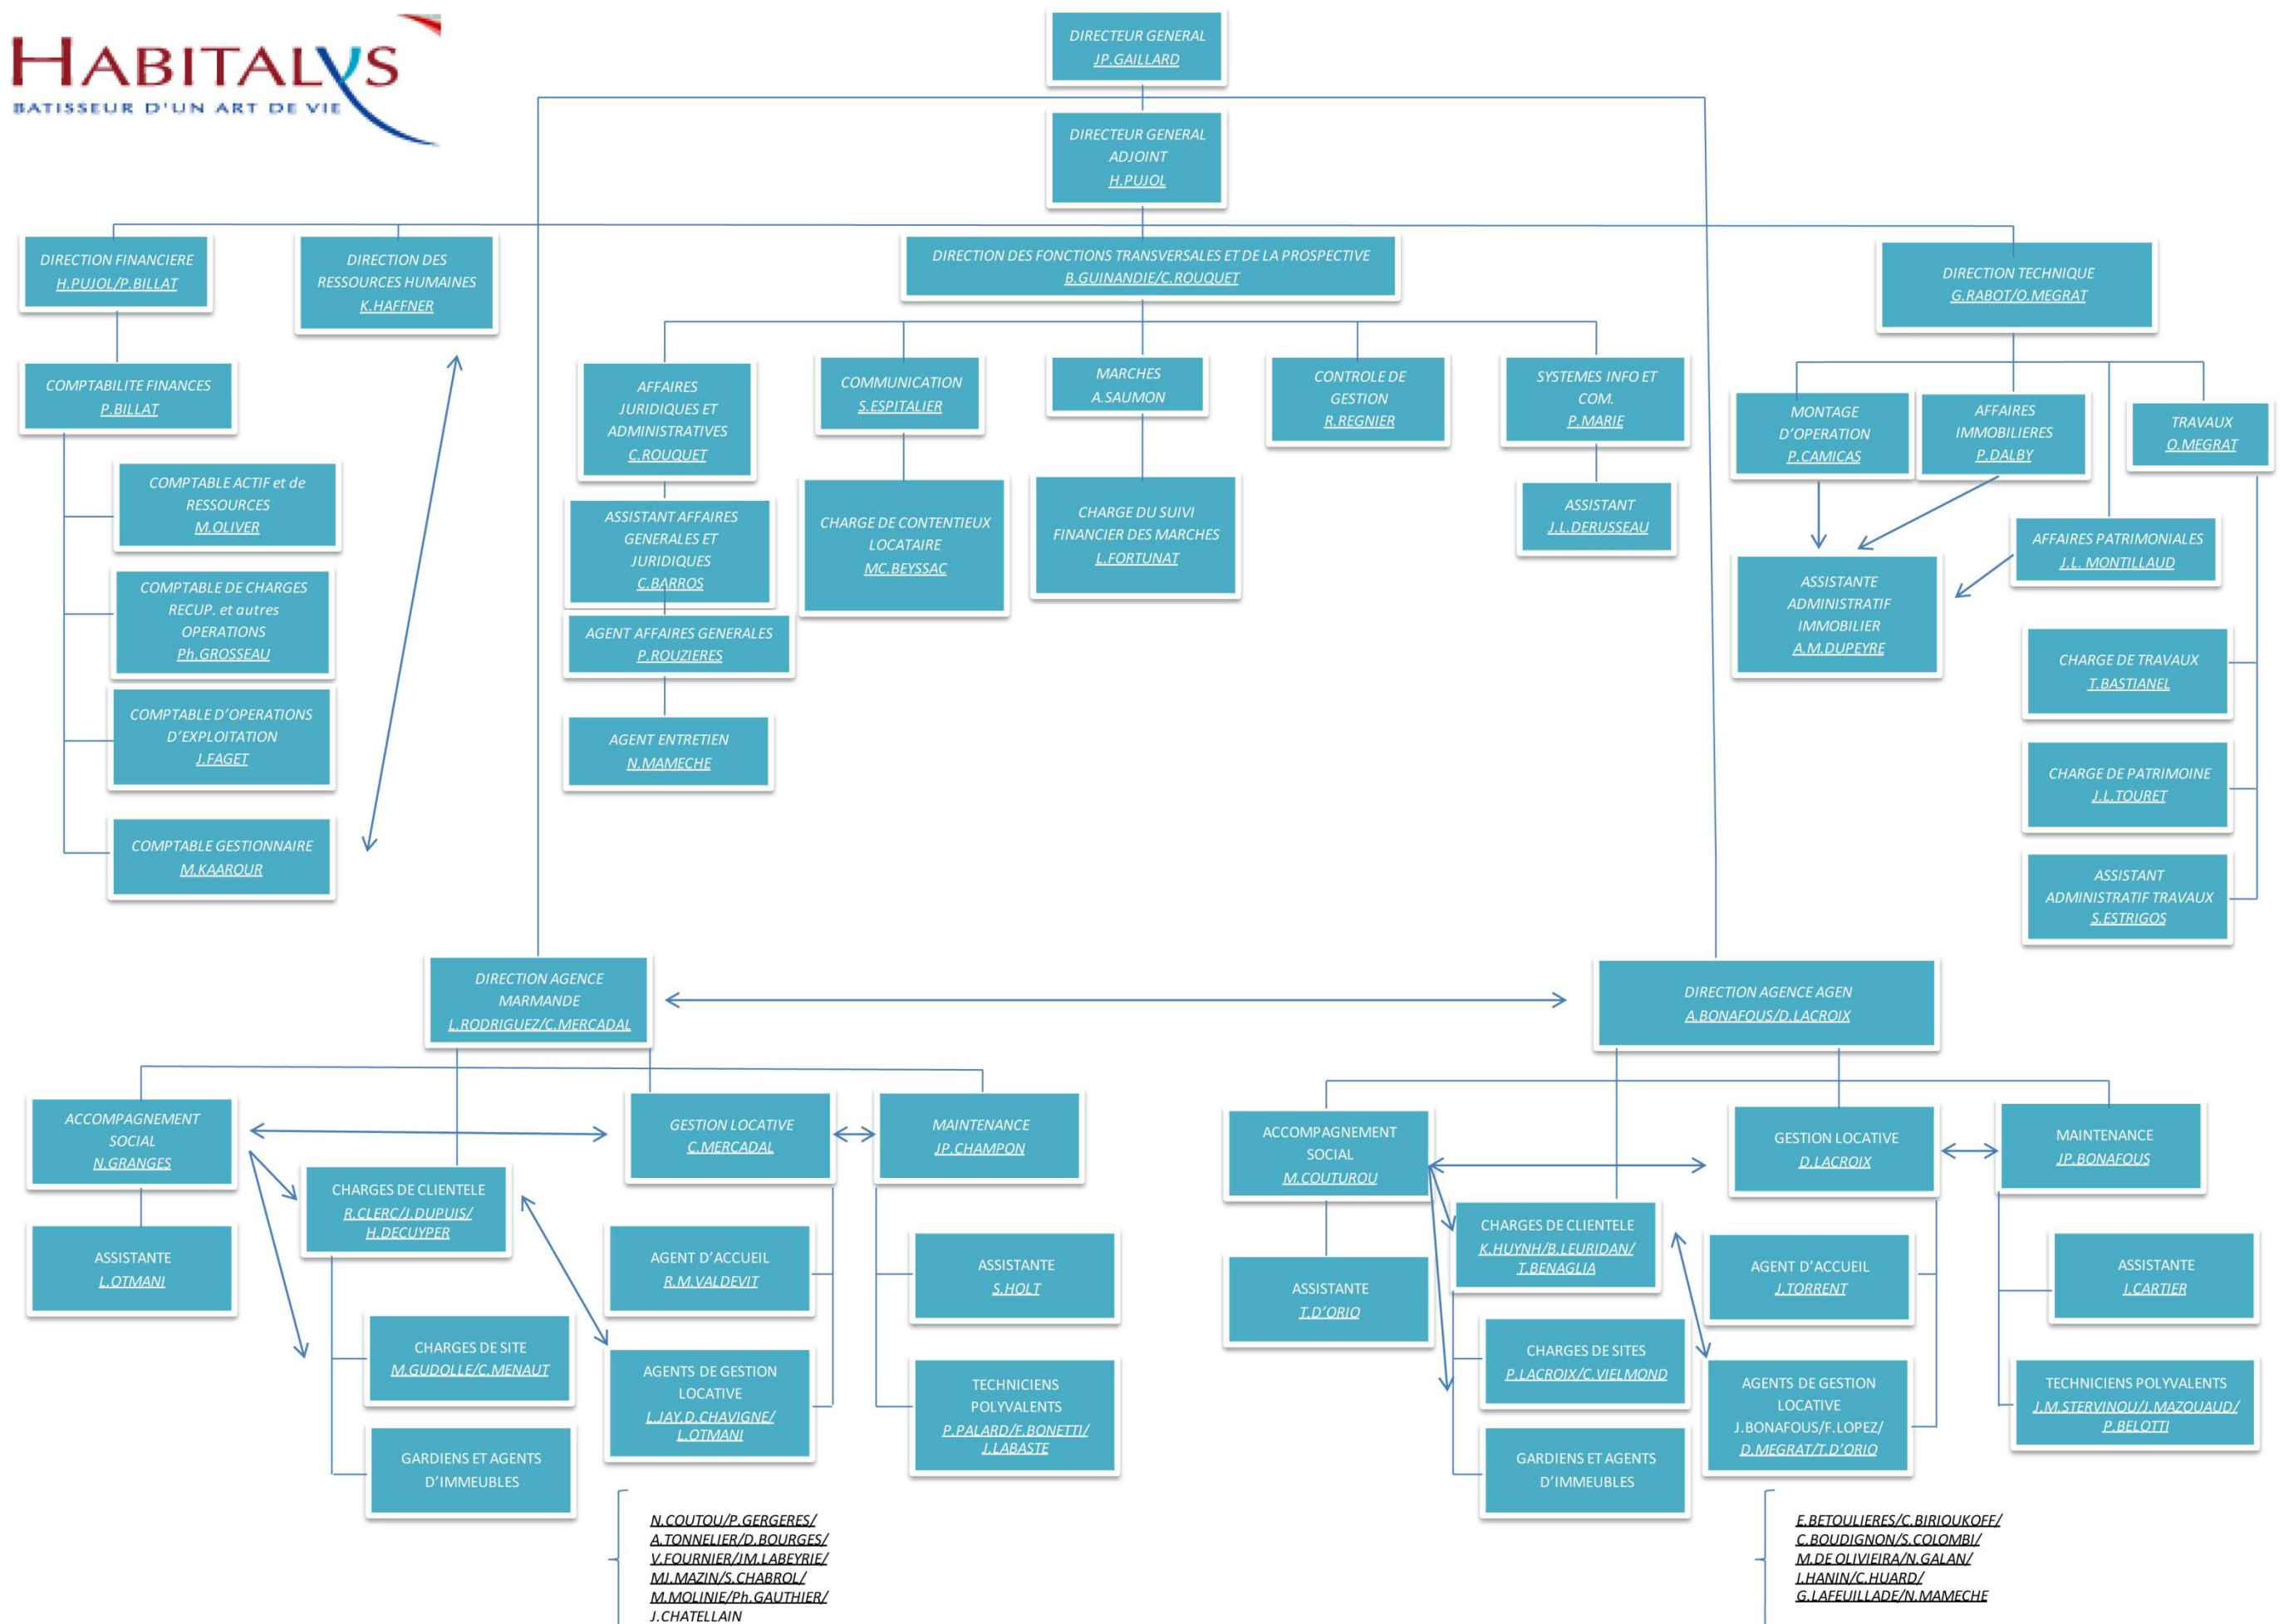 HABITALYS
BATISSEUR D'UN ART DE VIE
DIRECTEUR GENERAL
JP.GAILLARD
DIRECTEUR GENERAL
ADJOINT
H.PUJOL
DIRECTION FINANCIERE
H.PUJOL/P.BILLAT
DIRECTION DES
RESSOURCES HUMAINES
K.HAFFNER
DIRECTION DES FONCTIONS TRANSVERSALES ET DE LA PROSPECTIVE
B.GUINANDIE/C.ROUQUET
DIRECTION TECHNIQUE
G.RABOT/O.MEGRAT
COMPTABILITE FINANCES
P.BILLAT
COMPTABLE ACTIF et de
RESSOURCES
M.OLIVER
COMPTABLE DE CHARGES
RECUP. et autres
OPERATIONS
Ph.GROSSEAU
COMPTABLE D'OPERATIONS
D'EXPLOITATION
J.FAGET
COMPTABLE GESTIONNAIRE
M.KAAROUR
AFFAIRES
JURIDIQUES ET
ADMINISTRATIVES
C.ROUQUET
ASSISTANT AFFAIRES
GENERALES ET
JURIDIQUES
C.BARROS
AGENT AFFAIRES GENERALES
P.ROUZIERES
AGENT ENTRETIEN
N.MAMECHE
COMMUNICATION
S.ESPITALIER
CHARGE DE CONTENTIEUX
LOCATAIRE
MC.BEYSSAC
MARCHES
A.SAUMON
CHARGE DU SUIVI
FINANCIER DES MARCHES
L.FORTUNAT
CONTROLE DE
GESTION
R.REGNIER
SYSTEMES INFO ET
COM.
P.MARIE
ASSISTANT
J.L.DERUSSEAU
MONTAGE
D'OPERATION
P.CAMICAS
AFFAIRES
IMMOBILIERES
P.DALBY
TRAVAUX
O.MEGRAT
AFFAIRES PATRIMONIALES
J.L. MONTILLAUD
ASSISTANTE
ADMINISTRATIF
IMMOBILIER
A.M.DUPEYRE
CHARGE DE TRAVAUX
T.BASTIANEL
CHARGE DE PATRIMOINE
J.L.TOURET
ASSISTANT
ADMINISTRATIF TRAVAUX
S.ESTRIGOS
DIRECTION AGENCE
MARMANDE
L.RODRIGUEZ/C.MERCADAL
DIRECTION AGENCE AGEN
A.BONAFOUS/D.LACROIX
ACCOMPAGNEMENT
SOCIAL
N.GRANGES
ASSISTANTE
L.OTMANI
CHARGES DE CLIENTELE
R.CLERC/J.DUPUIS/
H.DECUYPER
CHARGES DE SITE
M.GUDOLLE/C.MENAUT
GARDIENS ET AGENTS
D'IMMEUBLES
GESTION LOCATIVE
C.MERCADAL
AGENT D'ACCUEIL
R.M.VALDEVIT
AGENTS DE GESTION
LOCATIVE
L.JAY,D.CHAVIGNE/
L.OTMANI
MAINTENANCE
JP.CHAMPON
ASSISTANTE
S.HOLT
TECHNICIENS
POLYVALENTS
P.PALARD/F.BONETTI/
J.LABASTE
N.COUTOU/P.GERGERES/
A.TONNELIER/D.BOURGES/
V.FOURNIER/JM.LABEYRIE/
MJ.MAZIN/S.CHABROL/
M.MOLINIE/Ph.GAUTHIER/
J.CHATELLAIN
ACCOMPAGNEMENT
SOCIAL
M.COUTUROU
ASSISTANTE
T.D'ORIO
CHARGES DE CLIENTELE
K.HUYNH/B.LEURIDAN/
T.BENAGLIA
CHARGES DE SITES
P.LACROIX/C.VIELMOND
GARDIENS ET AGENTS
D'IMMEUBLES
GESTION LOCATIVE
D.LACROIX
AGENT D'ACCUEIL
J.TORRENT
AGENTS DE GESTION
LOCATIVE
J.BONAFOUS/F.LOPEZ/
D.MEGRAT/T.D'ORIO
MAINTENANCE
JP.BONAFOUS
ASSISTANTE
I.CARTIER
TECHNICIENS POLYVALENTS
J.M.STERVINOU/J.MAZOUAUD/
P.BELOTTI
E.BETOULIERES/C.BIRIOUKOFF/
C.BOUDIGNON/S.COLOMBI/
M.DE OLIVIEIRA/N.GALAN/
I.HANIN/C.HUARD/
G.LAFEUILLADE/N.MAMECHE